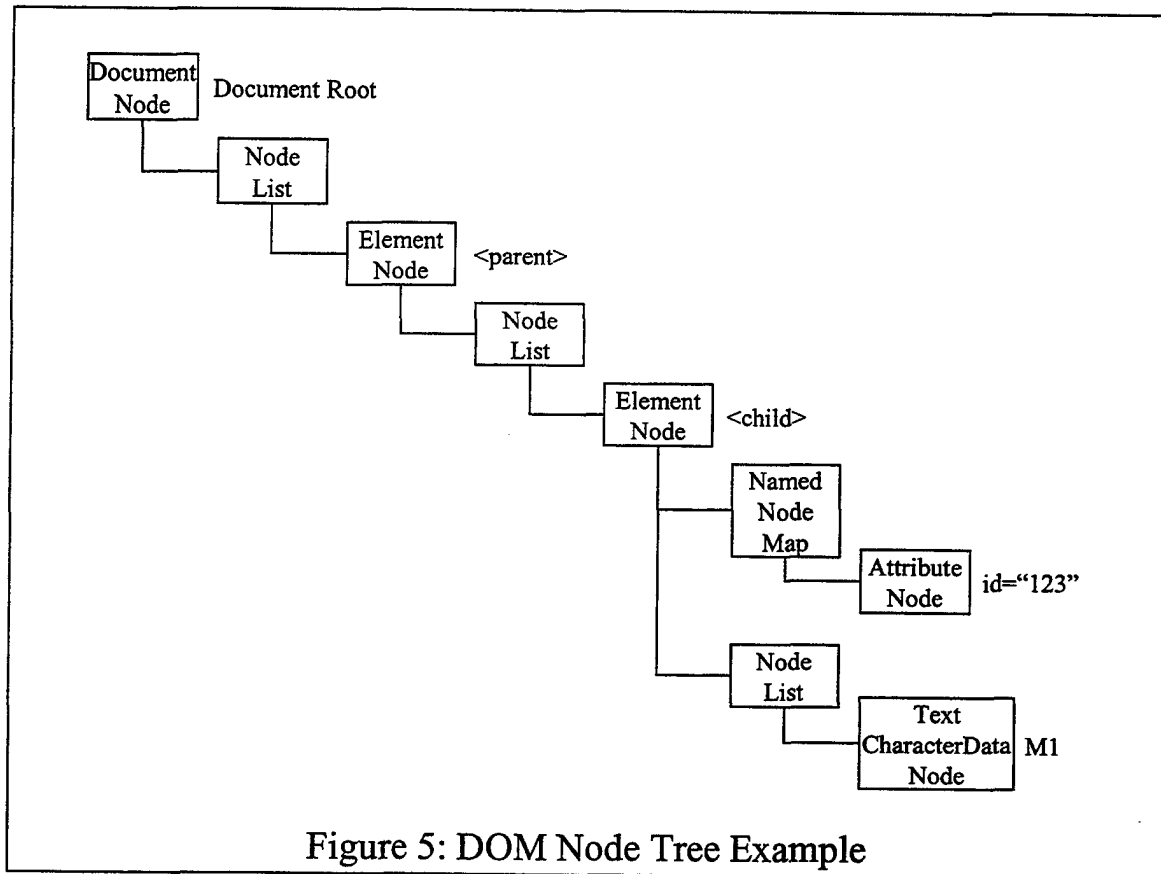 Document
Node
Document Root
Node
List
Element
Node
<parent>
Node
List
Element
Node
<child>
Named
Node
Map
Attribute
Node
id=“123”
Node
List
Text
CharacterData
Node
M1
Figure 5: DOM Node Tree Example